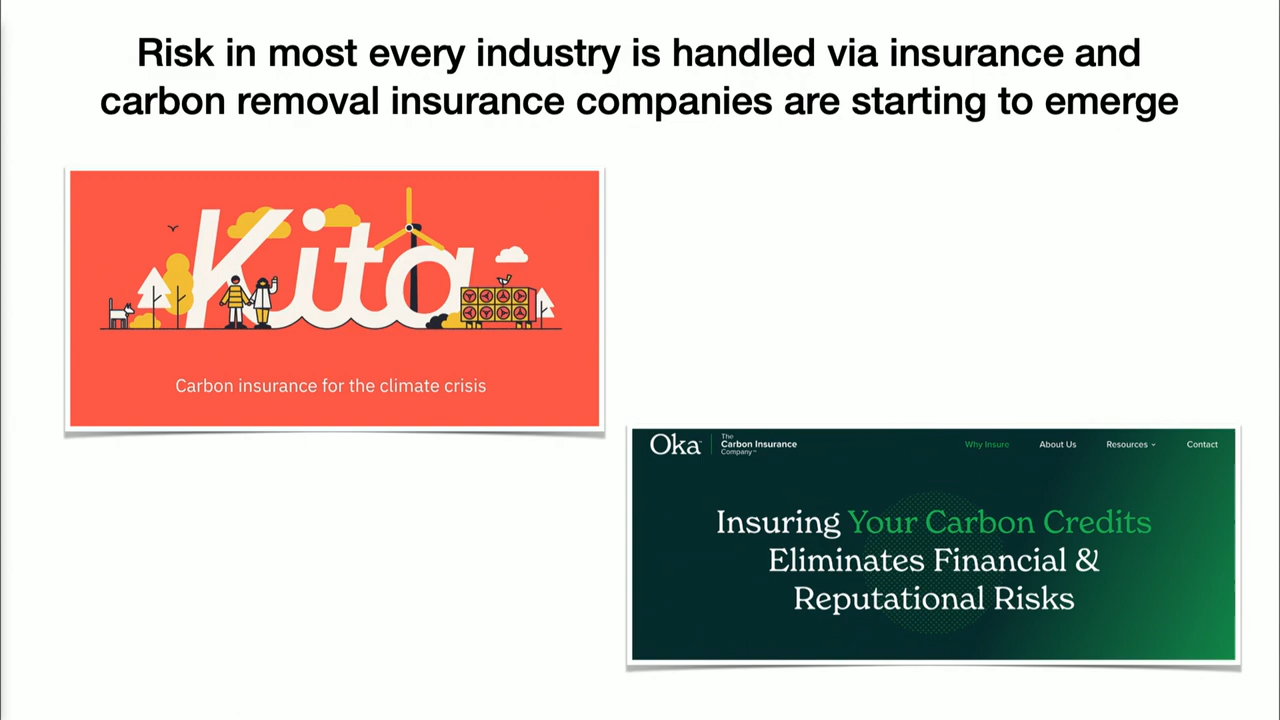 Risk in most every industry is handled via insurance and
carbon removal insurance companies are starting to emerge
Kita
Carbon insurance for the climate crisis
Oka™
The
Carbon Insurance
Company™
Why Insure
About Us
Resources
Contact
Insuring Your Carbon Credits
Eliminates Financial &
Reputational Risks